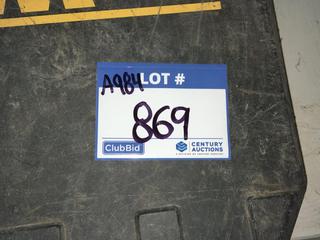 A984 LOT #
869
ClubBid CENTURY
AUCTIONS